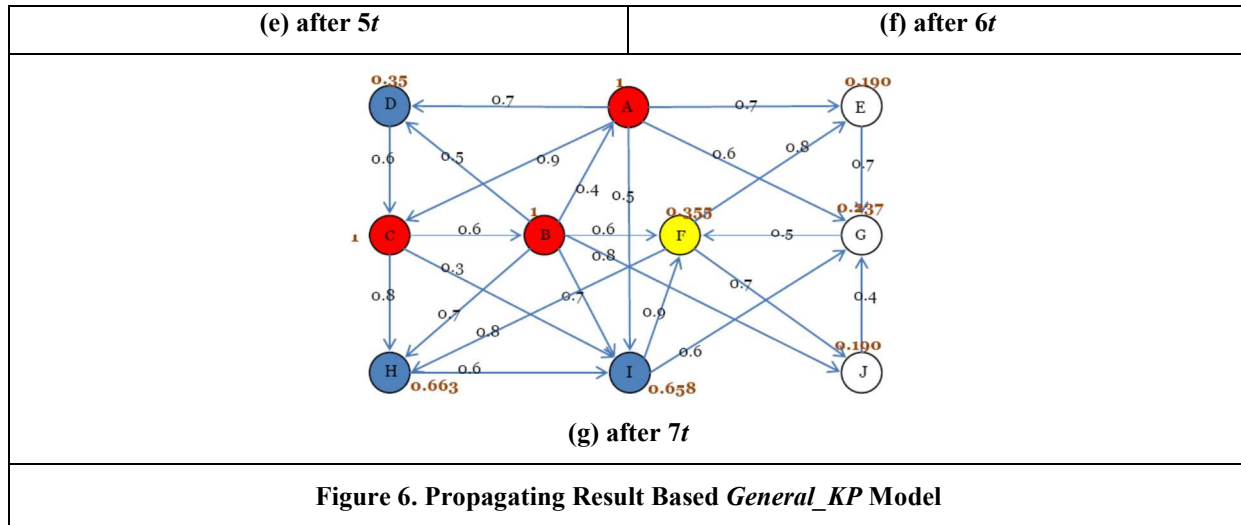 (e) after 5t (f) after 6t
0.35 1 0.190
D 0.7 A 0.7 E
0.6 0.5 0.9 0.4 0.5 0.6 0.8 0.7
1 0.355 0.237
1 C 0.6 B 0.6 F 0.5 G
0.8 0.3 0.7 0.8 0.7 0.8 0.9 0.7 0.6 0.4
0.190
H 0.6 I J
0.663 0.658
(g) after 7t
Figure 6. Propagating Result Based General_KP Model